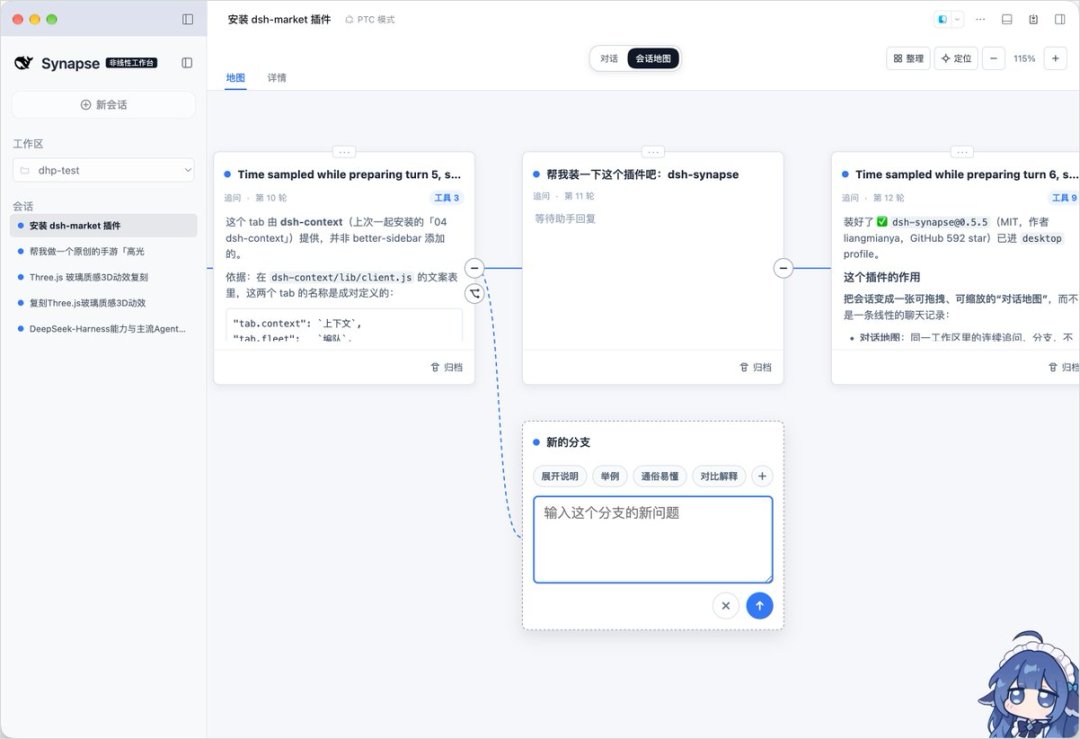 安装 dsh-market 插件
PTC 模式
Synapse 非线性工作台
新会话
工作区
dhp-test
会话
安装 dsh-market 插件
帮我做一个原创的手游「高光
Three.js 玻璃质感3D动效复刻
复刻Three.js玻璃质感3D动效
DeepSeek-Harness能力与主流Agent...
地图
详情
对话
会话地图
整理
定位
115%
Time sampled while preparing turn 5, s...
追问 · 第 10 轮
工具 3
这个 tab 由 dsh-context（上次一起安装的「04
dsh-context」）提供，并非 better-sidebar 添加
的。
依据：在 dsh-context/lib/client.js 的文案表
里，这两个 tab 的名称是成对定义的：
"tab.context": `上下文`,
"tab.fleet": `编队`,
归档
帮我装一下这个插件吧：dsh-synapse
追问 · 第 11 轮
等待助手回复
归档
Time sampled while preparing turn 6, s...
追问 · 第 12 轮
工具 9
装好了 ✅ dsh-synapse@0.5.5（MIT，作者
liangmianya，GitHub 592 star）已进 desktop
profile。
这个插件的作用
把会话变成一张可拖拽、可缩放的“对话地图”，而不
是一条线性的聊天记录：
• 对话地图：同一工作区里的连续追问、分支、不
归档
新的分支
展开说明
举例
通俗易懂
对比解释
+
输入这个分支的新问题